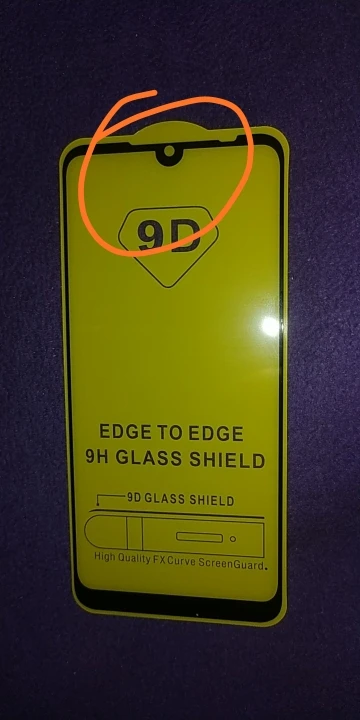 9D
EDGE TO EDGE
9H GLASS SHIELD
9D GLASS SHIELD
High Quality FX Curve ScreenGuard.